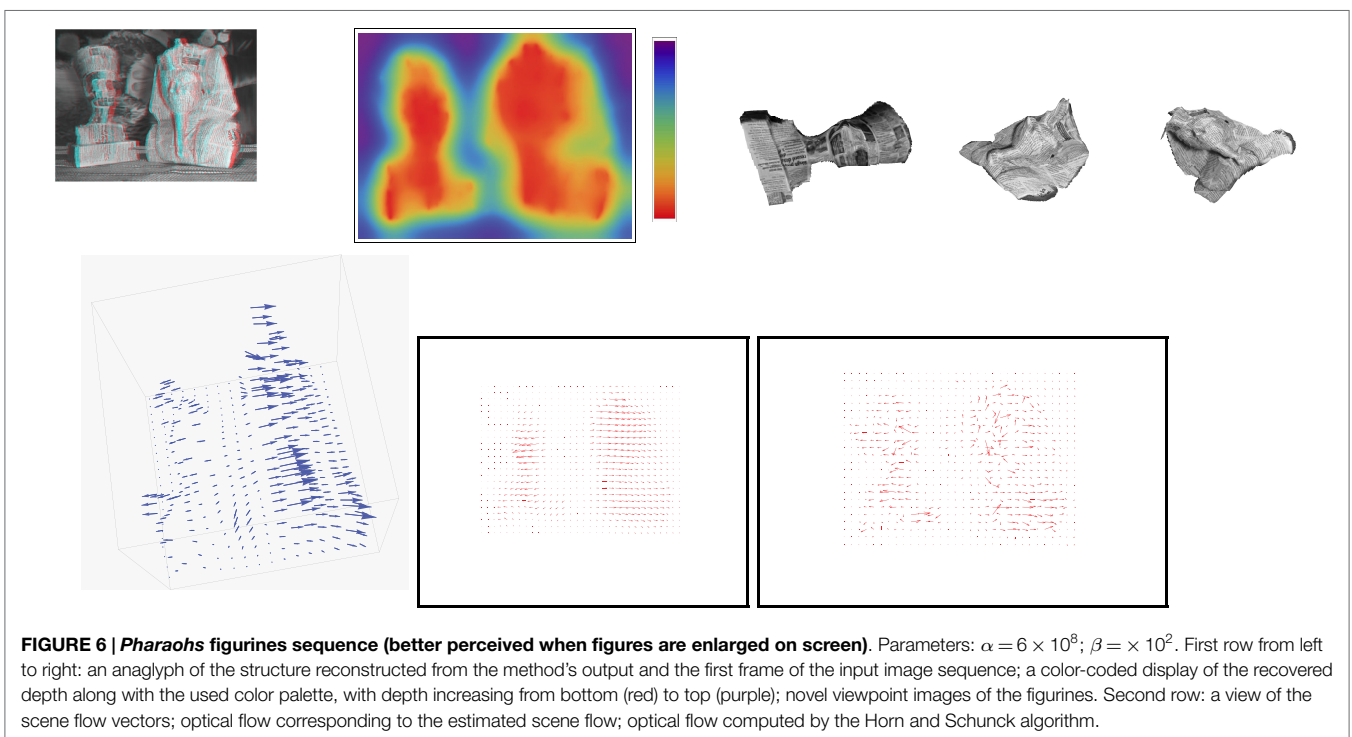 FIGURE 6 | Pharaohs figurines sequence (better perceived when figures are enlarged on screen). Parameters: α = 6 × 10⁸; β = × 10². First row from left
to right: an anaglyph of the structure reconstructed from the method's output and the first frame of the input image sequence; a color-coded display of the recovered
depth along with the used color palette, with depth increasing from bottom (red) to top (purple); novel viewpoint images of the figurines. Second row: a view of the
scene flow vectors; optical flow corresponding to the estimated scene flow; optical flow computed by the Horn and Schunck algorithm.